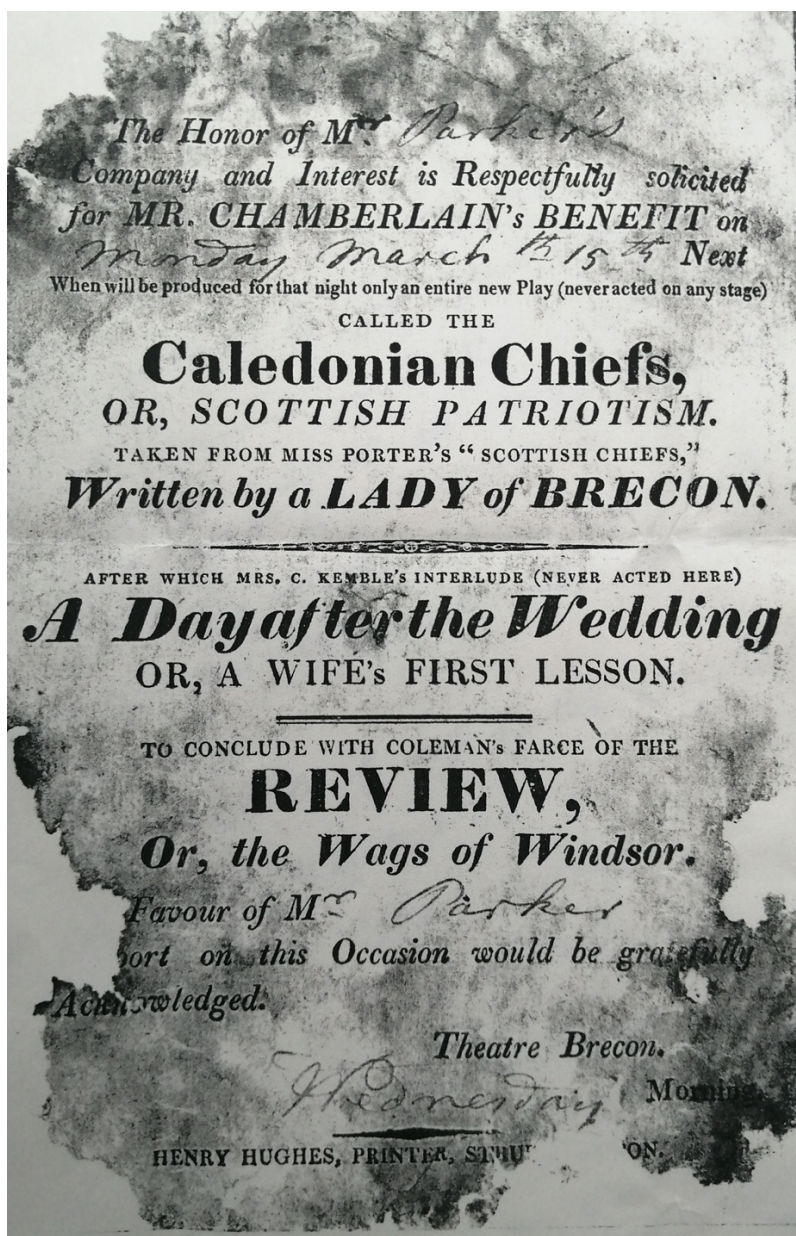 The Honor of Mr. Parker's
Company and Interest is Respectfully solicited
for MR. CHAMBERLAIN's BENEFIT on
Monday March th 15th Next
When will be produced for that night only an entire new Play (never acted on any stage)
CALLED THE
Caledonian Chiefs,
OR, SCOTTISH PATRIOTISM.
TAKEN FROM MISS PORTER'S “ SCOTTISH CHIEFS,”
Written by a LADY of BRECON.
AFTER WHICH MRS. C. KEMBLE'S INTERLUDE (NEVER ACTED HERE)
A Day after the Wedding
OR, A WIFE's FIRST LESSON.
TO CONCLUDE WITH COLEMAN's FARCE OF THE
REVIEW,
Or, the Wags of Windsor.
Favour of Mr Parker
ort on this Occasion would be gratefully
Acknowledged.
Theatre Brecon.
Wednesday Morning.
HENRY HUGHES, PRINTER,